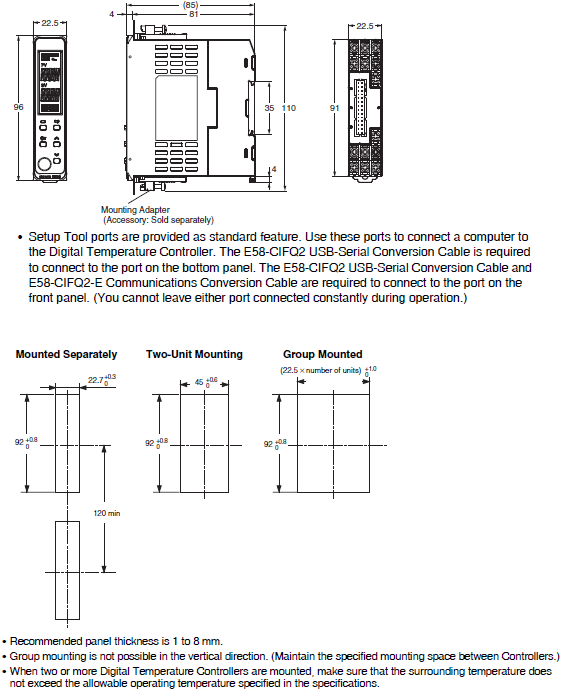 (85)
4 81
22.5
22.5
96
35 110
91
4
Mounting Adapter
(Accessory: Sold separately)
• Setup Tool ports are provided as standard feature. Use these ports to connect a computer to
the Digital Temperature Controller. The E58-CIFQ2 USB-Serial Conversion Cable is required
to connect to the port on the bottom panel. The E58-CIFQ2 USB-Serial Conversion Cable and
E58-CIFQ2-E Communications Conversion Cable are required to connect to the port on the
front panel. (You cannot leave either port connected constantly during operation.)
Mounted Separately
Two-Unit Mounting
Group Mounted
22.7 +0.3 0
45 +0.6 0
(22.5 × number of units) +1.0 0
92 +0.8 0
92 +0.8 0
92 +0.8 0
120 min
• Recommended panel thickness is 1 to 8 mm.
• Group mounting is not possible in the vertical direction. (Maintain the specified mounting space between Controllers.)
• When two or more Digital Temperature Controllers are mounted, make sure that the surrounding temperature does
not exceed the allowable operating temperature specified in the specifications.